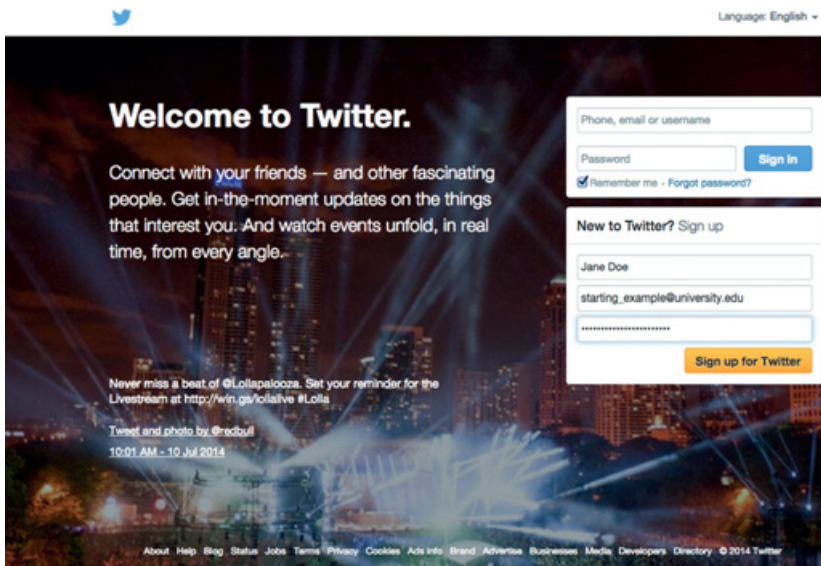 Language: English
Welcome to Twitter.
Connect with your friends — and other fascinating
people. Get in-the-moment updates on the things
that interest you. And watch events unfold, in real
time, from every angle.
Never miss a beat of @Lollapalooza. Set your reminder for the
Livestream at http://win.gs/lollalive #Lolla
Tweet and photo by @redbull
10:01 AM - 10 Jul 2014
Phone, email or username
Password
Sign In
Remember me · Forgot password?
New to Twitter? Sign up
Jane Doe
starting_example@university.edu
Sign up for Twitter
About Help Blog Status Jobs Terms Privacy Cookies Ads info Brand Advertise Businesses Media Developers Directory © 2014 Twitter